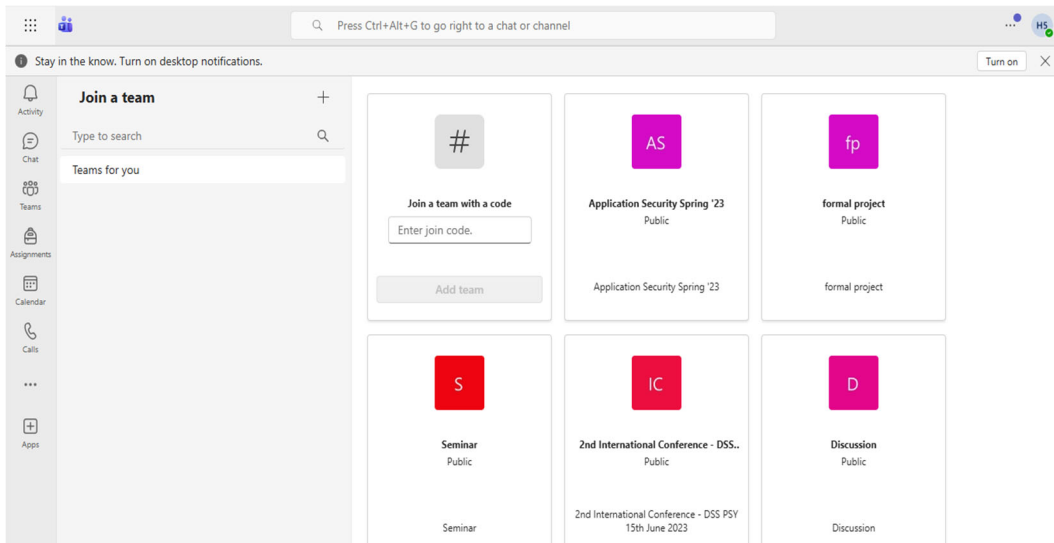 Press Ctrl+Alt+G to go right to a chat or channel
HS
Stay in the know. Turn on desktop notifications.
Turn on
Activity
Chat
Teams
Assignments
Calendar
Calls
Apps
Join a team
Type to search
Teams for you
#
Join a team with a code
Enter join code.
Add team
AS
Application Security Spring '23
Public
Application Security Spring '23
fp
formal project
Public
formal project
S
Seminar
Public
Seminar
IC
2nd International Conference - DSS..
Public
2nd International Conference - DSS PSY
15th June 2023
D
Discussion
Public
Discussion